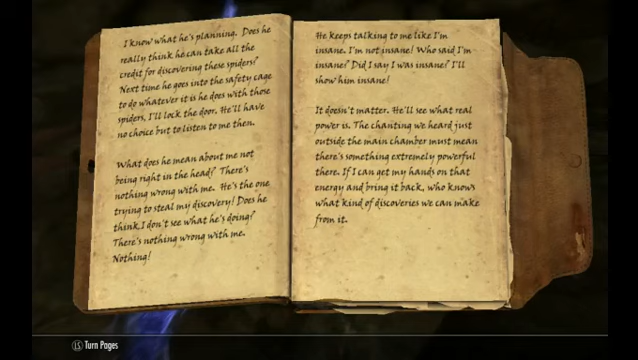 I know what he's planning. Does he
really think he can take all the
credit for discovering these spiders?
Next time he goes into the safety cage
to do whatever it is he does with those
spiders, I'll lock the door. He'll have
no choice but to listen to me then.
What does he mean about me not
being right in the head? There's
nothing wrong with me. He's the one
trying to steal my discovery! Does he
think I don't see what he's doing?
There's nothing wrong with me.
Nothing!
He keeps talking to me like I'm
insane. I'm not insane! Who said I'm
insane? Did I say I was insane? I'll
show him insane!
It doesn't matter. He'll see what real
power is. The chanting we heard just
outside the main chamber must mean
there's something extremely powerful
there. If I can get my hands on that
energy and bring it back, who knows
what kind of discoveries we can make
from it.
LS Turn Pages